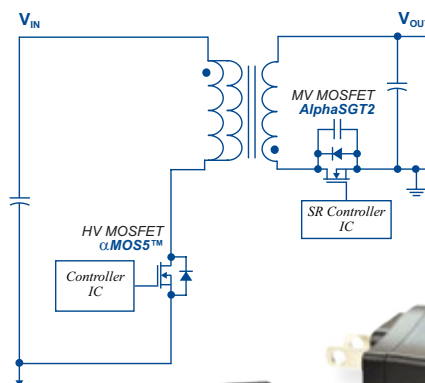 VIN
VOUT
MV MOSFET
AlphaSGT2
SR Controller
IC
HV MOSFET
αMOS5™
Controller
IC